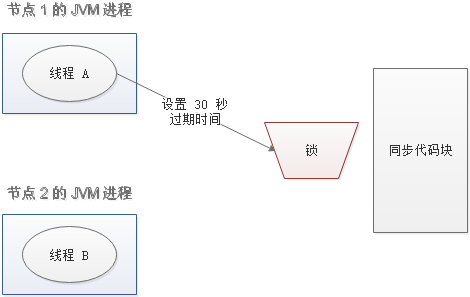 节点 1 的 JVM 进程
线程 A
设置 30 秒
过期时间
锁
同步代码块
节点 2 的 JVM 进程
线程 B